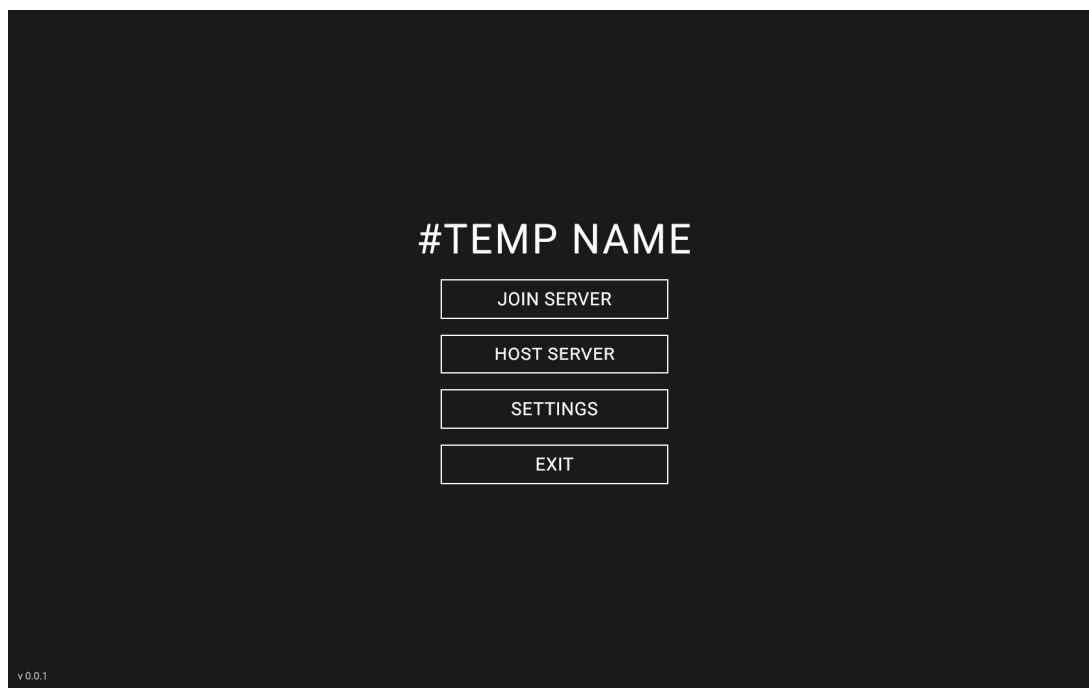 #TEMP NAME
JOIN SERVER
HOST SERVER
SETTINGS
EXIT
v 0.0.1